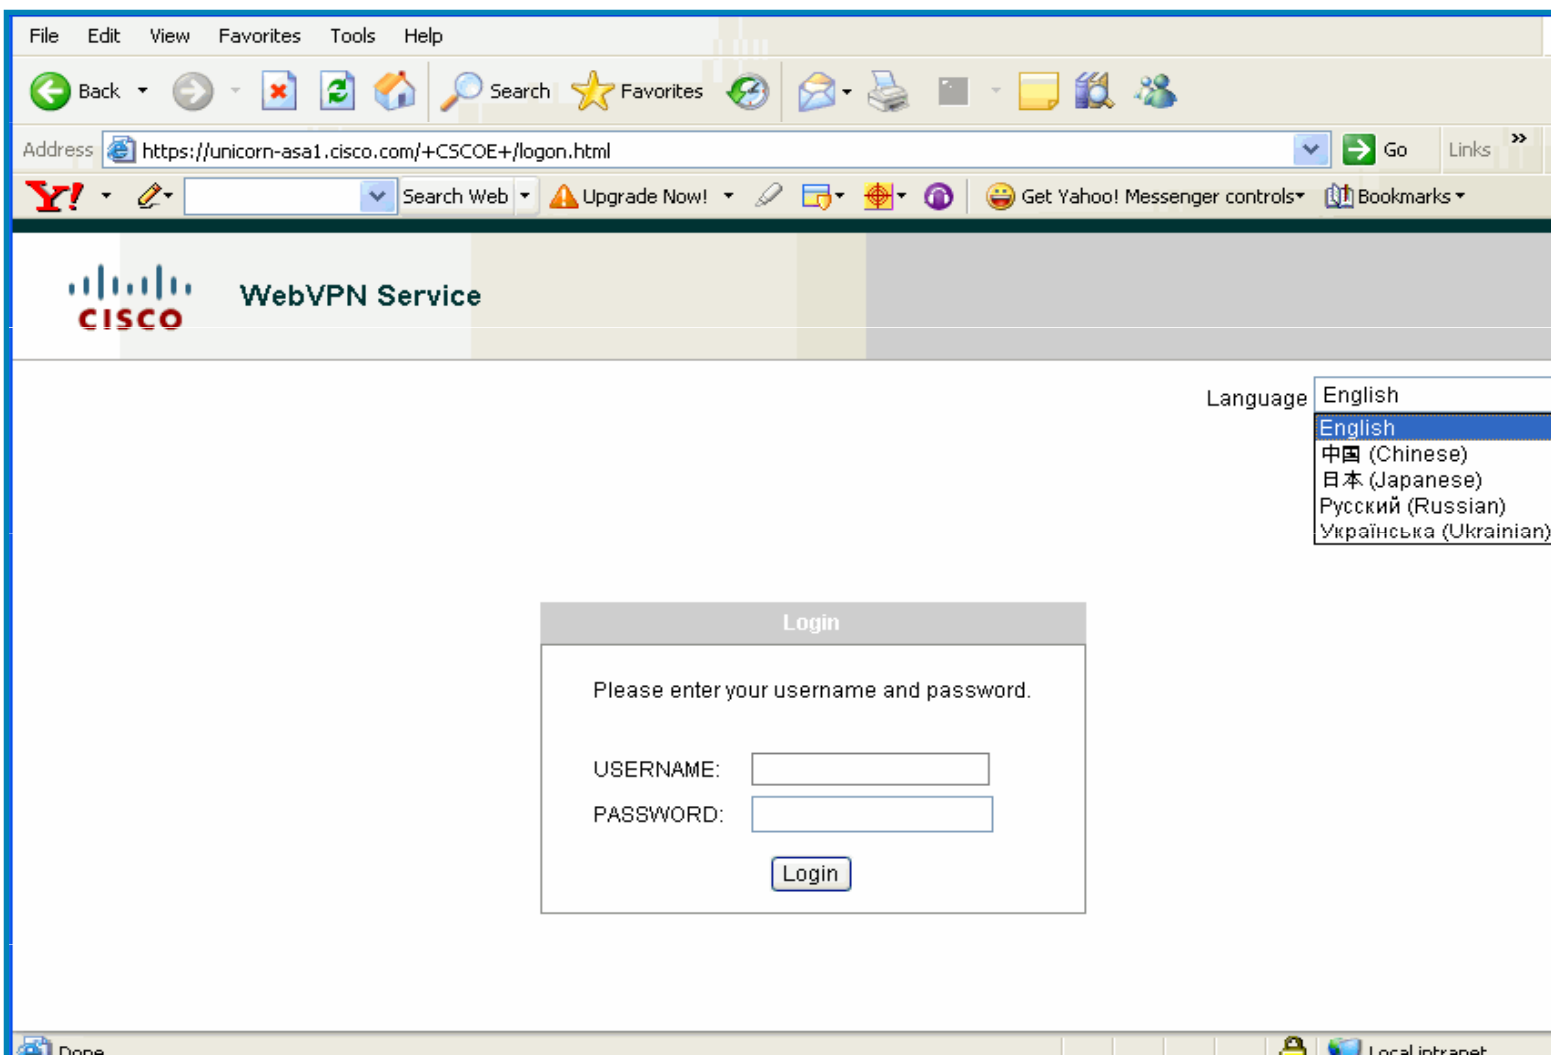 File Edit View Favorites Tools Help
Back Search Favorites
Address https://unicorn-asa1.cisco.com/+CSCOE+/logon.html Go Links »
Y! Search Web Upgrade Now! Get Yahoo! Messenger controls Bookmarks
CISCO WebVPN Service
Language English
English
中国 (Chinese)
日本 (Japanese)
Русский (Russian)
Українська (Ukrainian)
Login
Please enter your username and password.
USERNAME:
PASSWORD:
Login
Done Local intranet